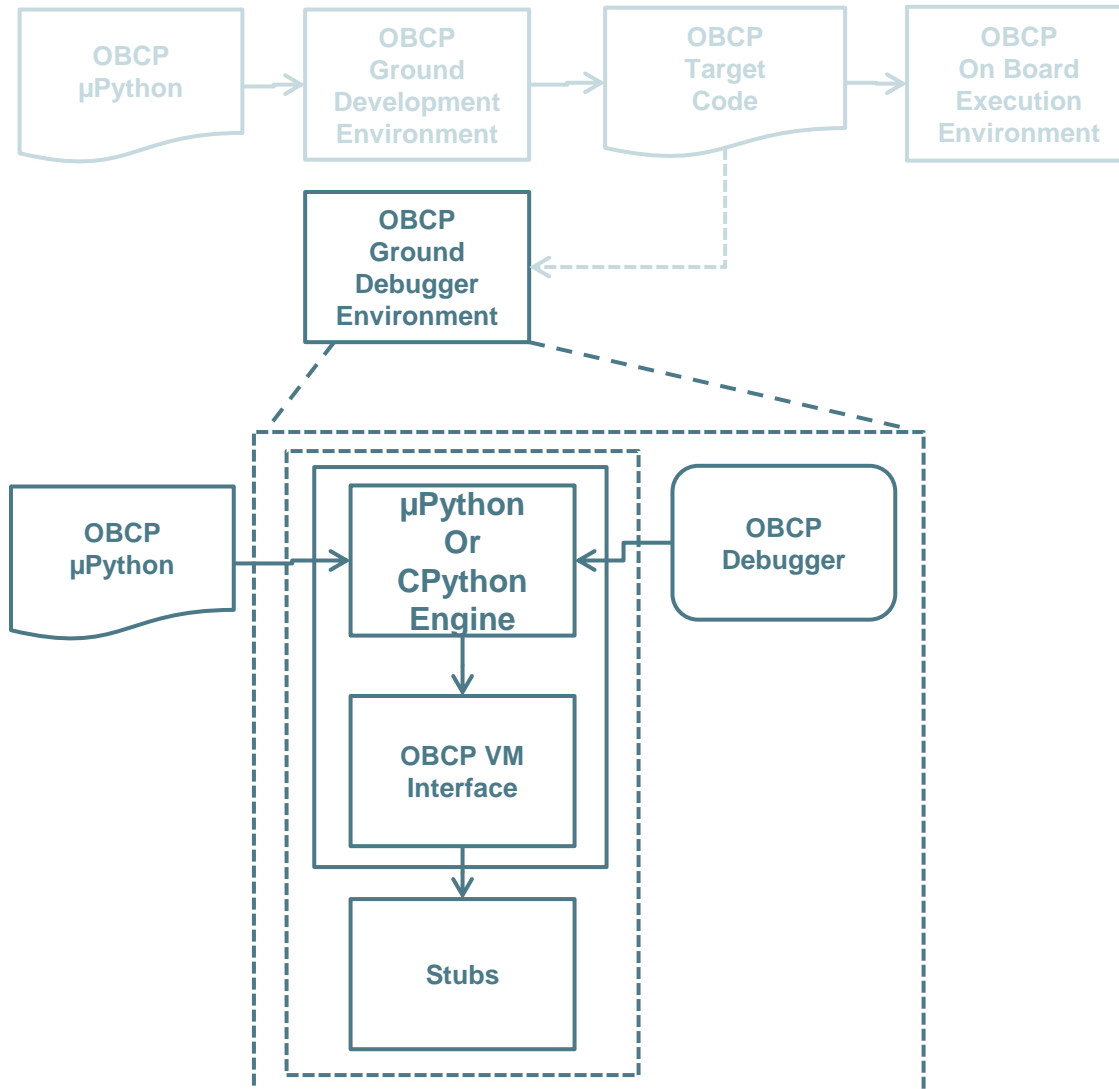 OBCP
µPython
OBCP
Ground
Development
Environment
OBCP
Target
Code
OBCP
On Board
Execution
Environment
OBCP
Ground
Debugger
Environment
OBCP
µPython
µPython
Or
CPython
Engine
OBCP
Debugger
OBCP VM
Interface
Stubs